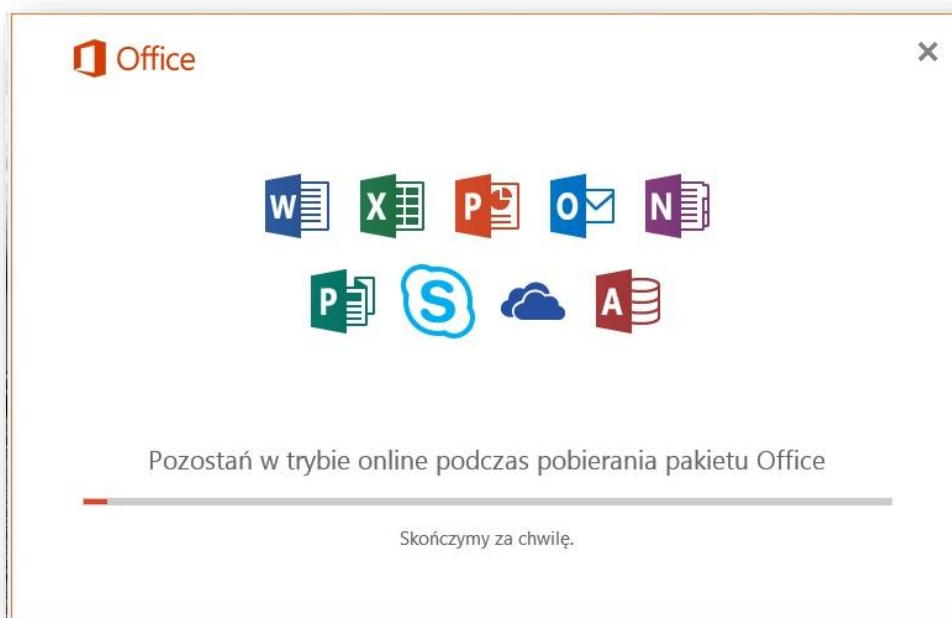 Office
W X P O N
P S A
Pozostań w trybie online podczas pobierania pakietu Office
Skończymy za chwilę.